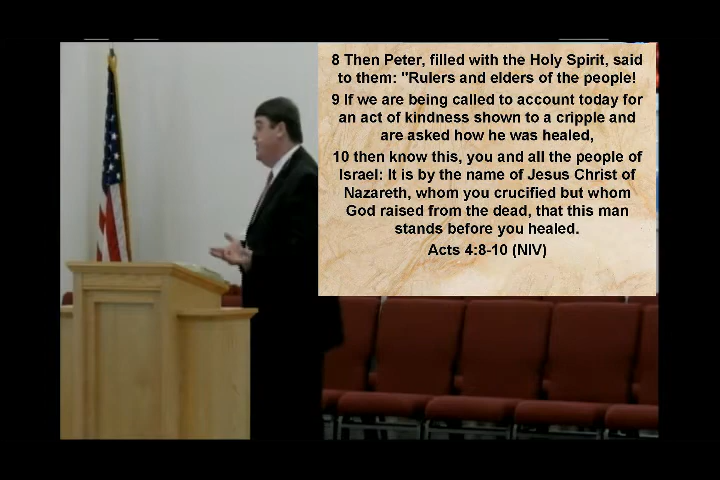 8 Then Peter, filled with the Holy Spirit, said
to them: "Rulers and elders of the people!
9 If we are being called to account today for
an act of kindness shown to a cripple and
are asked how he was healed,
10 then know this, you and all the people of
Israel: It is by the name of Jesus Christ of
Nazareth, whom you crucified but whom
God raised from the dead, that this man
stands before you healed.
Acts 4:8-10 (NIV)